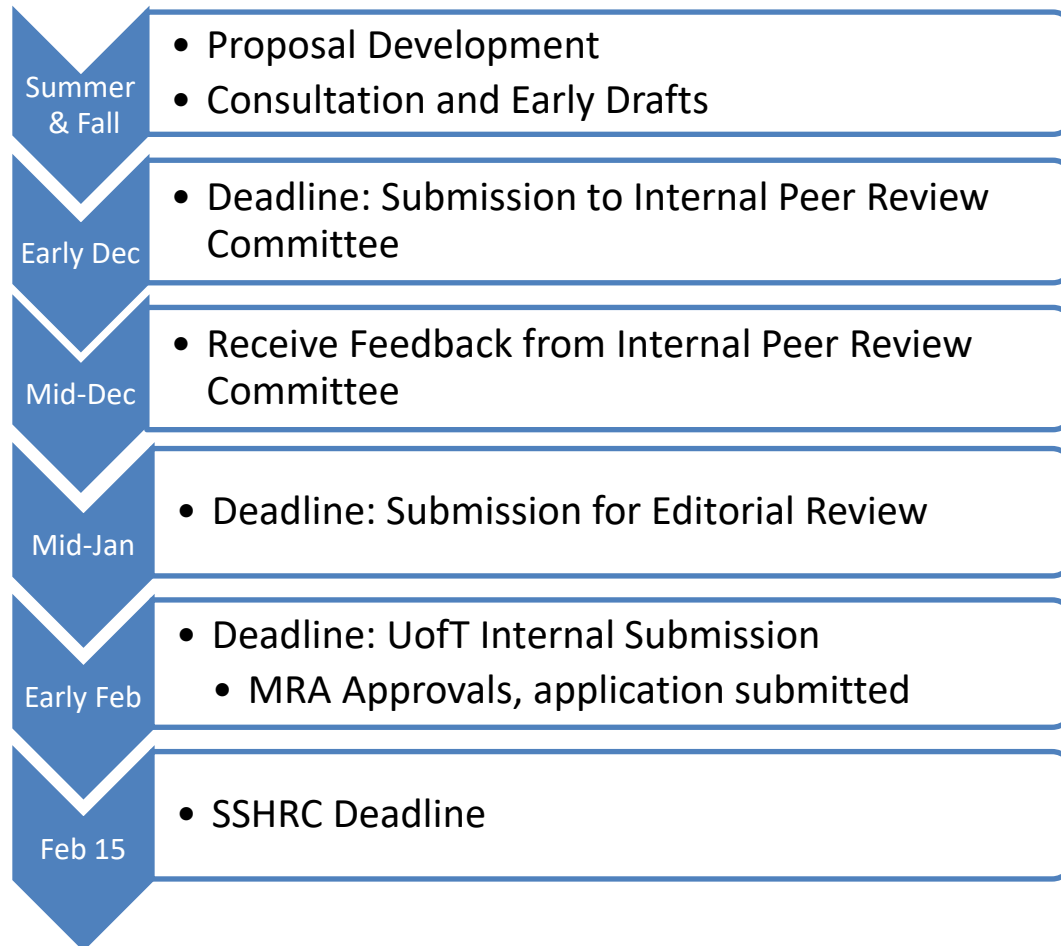 Summer
& Fall
• Proposal Development
• Consultation and Early Drafts
Early Dec
• Deadline: Submission to Internal Peer Review
Committee
Mid-Dec
• Receive Feedback from Internal Peer Review
Committee
Mid-Jan
• Deadline: Submission for Editorial Review
Early Feb
• Deadline: UofT Internal Submission
• MRA Approvals, application submitted
Feb 15
• SSHRC Deadline